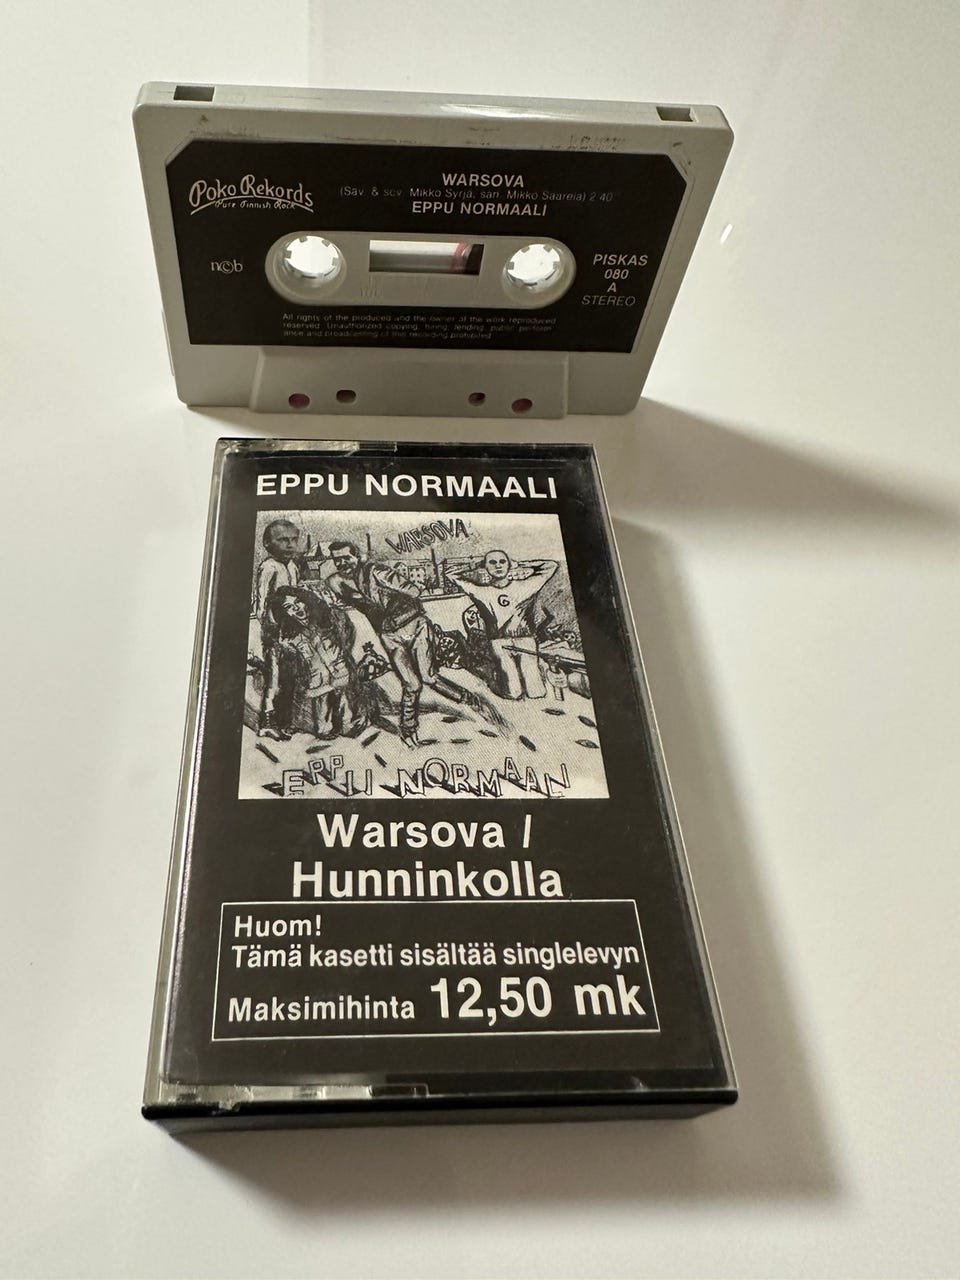 Poko Rekords
Pure Finnish Rock
WARSOVA
(Säv. & sov. Mikko Syrjä, san. Mikko Saarela) 2'40"
EPPU NORMAALI
ncb
PISKAS
080
A
STEREO
100
All rights of the produced and the owner of the work reproduced
reserved. Unauthorized copying, hiring, lending, public perform-
ance and broadcasting of this recording prohibited
EPPU NORMAALI
WARSOVA
G
EPPU NORMAALI
Warsova /
Hunninkolla
Huom!
Tämä kasetti sisältää singlelevyn
Maksimihinta 12,50 mk